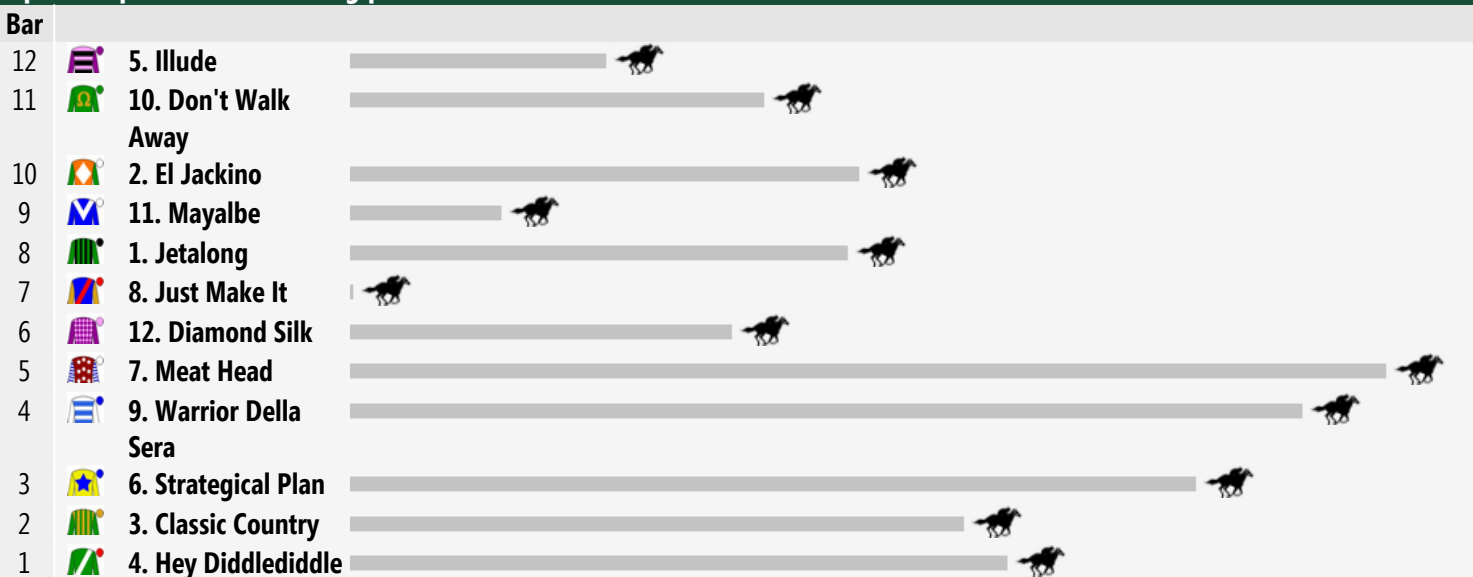 Bar
12 5. Illude
11 10. Don't Walk
Away
10 2. El Jackino
9 11. Mayalbe
8 1. Jetalong
7 8. Just Make It
6 12. Diamond Silk
5 7. Meat Head
4 9. Warrior Della
Sera
3 6. Strategical Plan
2 3. Classic Country
1 4. Hey Diddlediddle